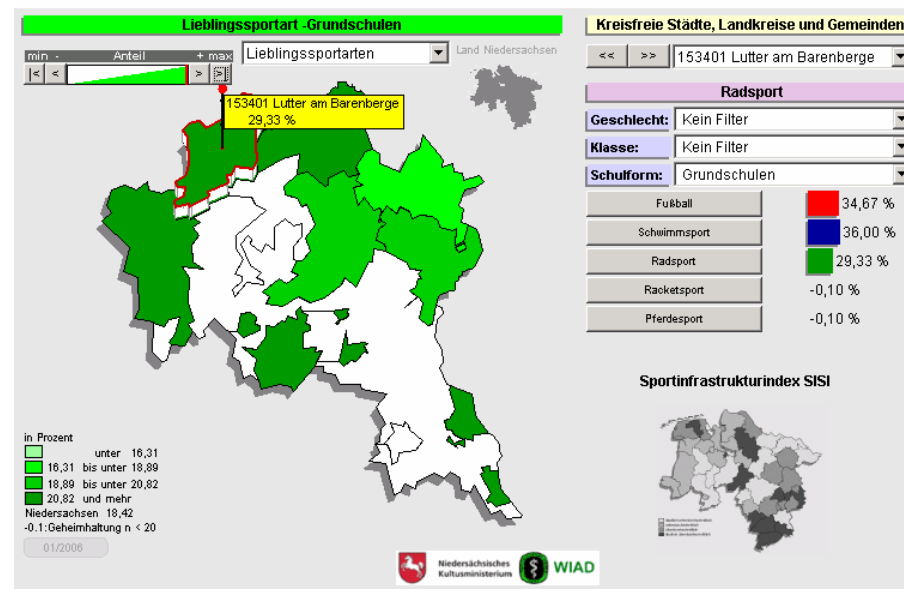 Lieblingssportart -Grundschulen
Kreisfreie Städte, Landkreise und Gemeinden
min - Anteil + max
Lieblingssportarten
Land Niedersachsen
|< < > >|
<< >> 153401 Lutter am Barenberge
153401 Lutter am Barenberge
29,33 %
Radsport
Geschlecht: Kein Filter
Klasse: Kein Filter
Schulform: Grundschulen
Fußball 34,67 %
Schwimmsport 36,00 %
Radsport 29,33 %
Racketsport -0,10 %
Pferdesport -0,10 %
Sportinfrastrukturindex SISI
in Prozent
unter 16,31
16,31 bis unter 18,89
18,89 bis unter 20,82
20,82 und mehr
Niedersachsen 18,42
-0.1:Geheimhaltung n < 20
01/2006
Niedersächsisches
Kultusministerium
WIAD